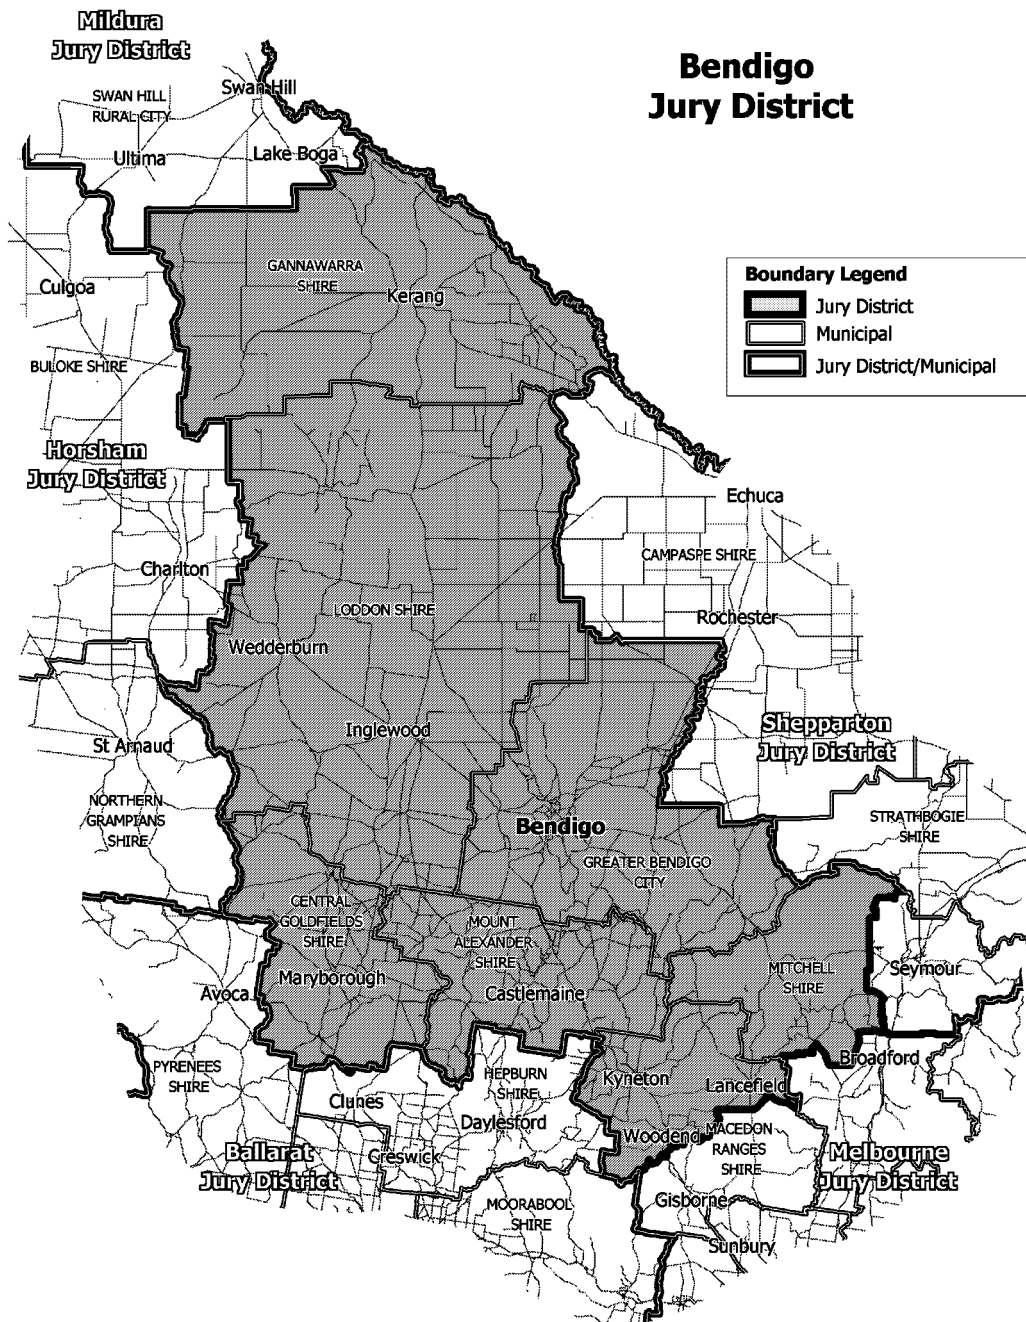 Mildura
Jury District
Bendigo
Jury District
Swan Hill
SWAN HILL
RURAL CITY
Ultima
Lake Boga
GANNAWARRA
SHIRE
Kerang
Culgoa
Boundary Legend
Jury District
Municipal
Jury District/Municipal
BULOKE SHIRE
Horsham
Jury District
Echuca
CAMPASPE SHIRE
Charlton
LODDON SHIRE
Rochester
Wedderburn
Inglewood
Shepparton
Jury District
St Arnaud
NORTHERN
GRAMPIANS
SHIRE
Bendigo
STRATHBOGIE
SHIRE
GREATER BENDIGO
CITY
CENTRAL
GOLDFIELDS
SHIRE
MOUNT
ALEXANDER
SHIRE
Maryborough
Castlemaine
MITCHELL
SHIRE
Seymour
Avoca
PYRENEES
SHIRE
HEPBURN
SHIRE
Kyneton
Lancefield
Broadford
Clunes
Daylesford
Creswick
Woodend
MACEDON
RANGES
SHIRE
Ballarat
Jury District
Melbourne
Jury District
MOORABOOL
SHIRE
Gisborne
Sunbury